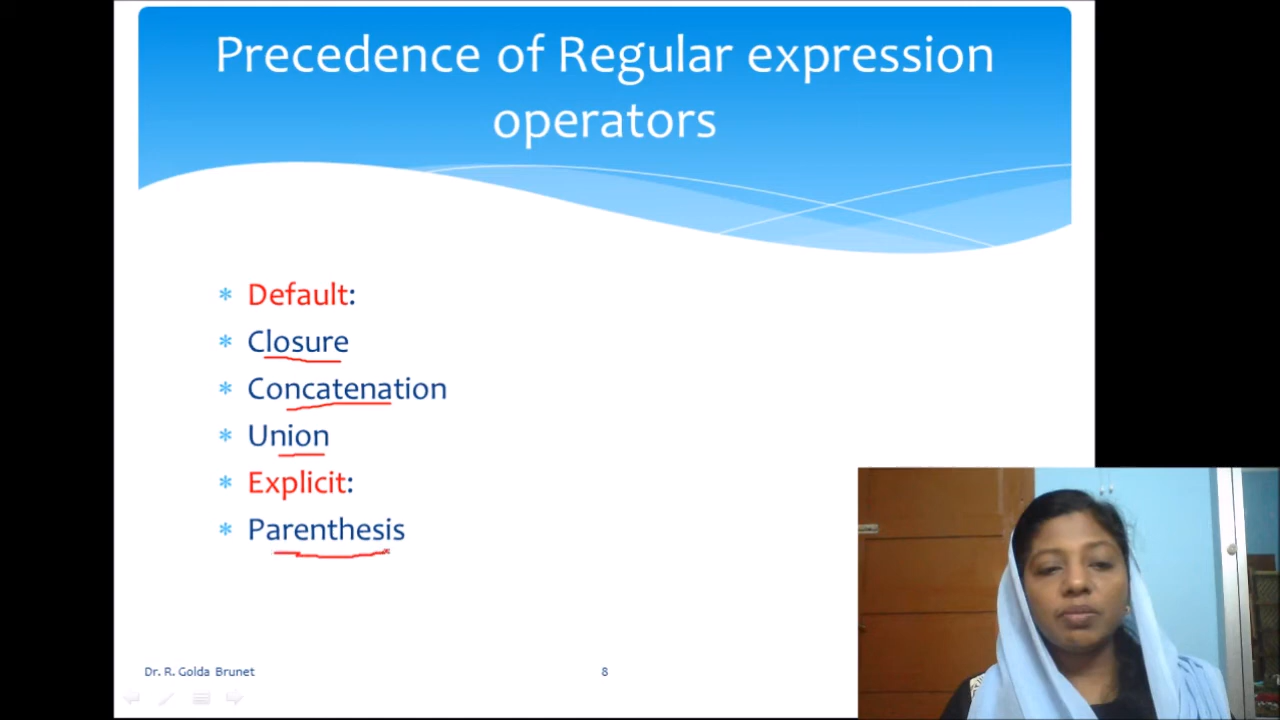 Precedence of Regular expression
operators
* Default:
* Closure
* Concatenation
* Union
* Explicit:
* Parenthesis
Dr. R. Golda Brunet
8